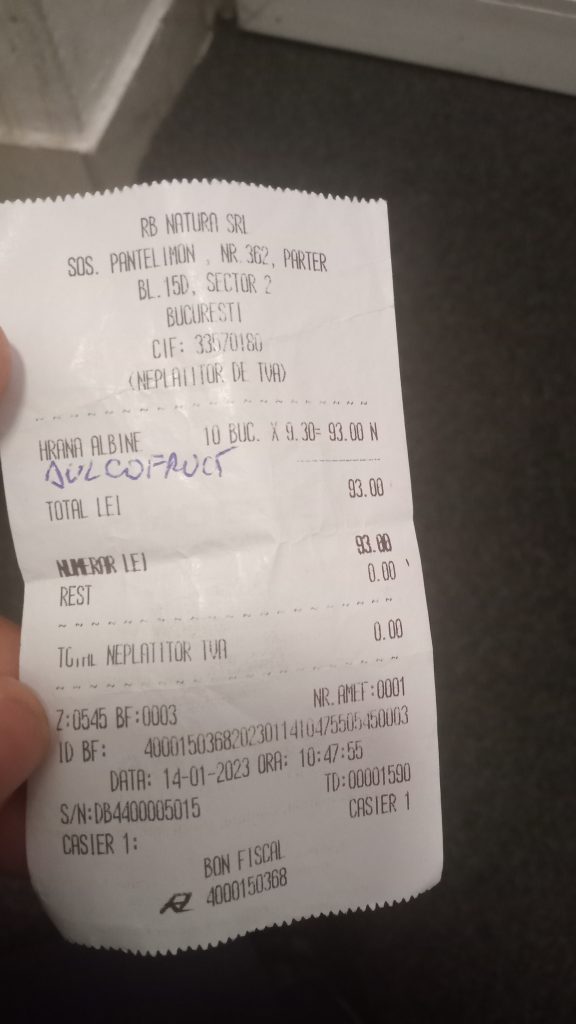 RB NATURA SRL
SOS. PANTELIMON , NR.362, PARTER
BL.15D, SECTOR 2
BUCURESTI
CIF: 33570180
(NEPLATITOR DE TVA)
HRANA ALBINE 10 BUC. X 9.30= 93.00 N
DULCOFRUCT
TOTAL LEI 93.00
NUMERAR LEI 93.00
REST 0.00
TOTAL NEPLATITOR TVA 0.00
Z:0545 BF:0003 NR.AMEF:0001
ID BF: 40001503682023011410475505450003
DATA: 14-01-2023 ORA: 10:47:55
S/N:DB4400005015 TD:00001590
CASIER 1: CASIER 1
BON FISCAL
4000150368